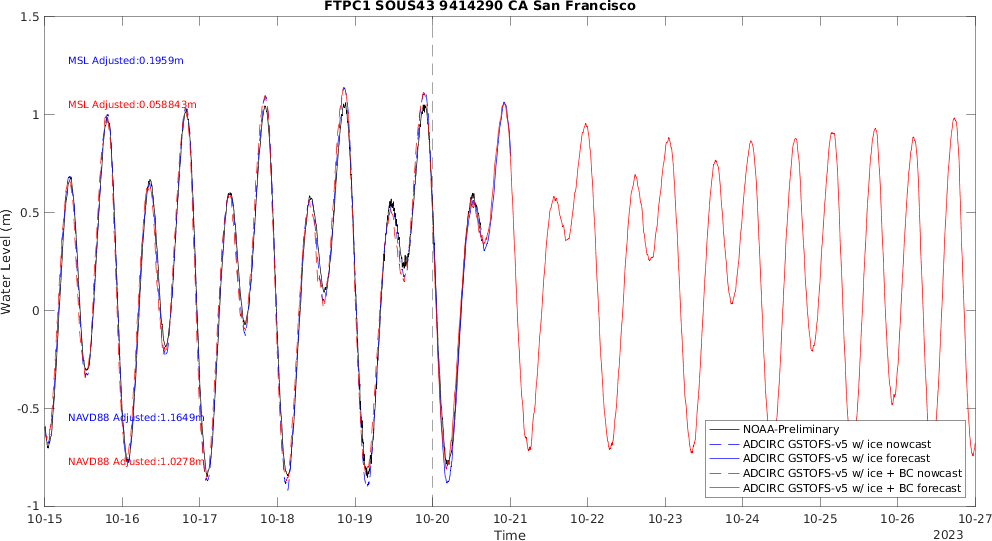 FTPC1 SOUS43 9414290 CA San Francisco
1.5
MSL Adjusted:0.1959m
MSL Adjusted:0.058843m
1
0.5
Water Level (m)
0
-0.5
NAVD88 Adjusted:1.1649m
NAVD88 Adjusted:1.0278m
-1
NOAA-Preliminary
ADCIRC GSTOFS-v5 w/ ice nowcast
ADCIRC GSTOFS-v5 w/ ice forecast
ADCIRC GSTOFS-v5 w/ ice + BC nowcast
ADCIRC GSTOFS-v5 w/ ice + BC forecast
10-15 10-16 10-17 10-18 10-19 10-20 10-21 10-22 10-23 10-24 10-25 10-26 10-27
Time
2023